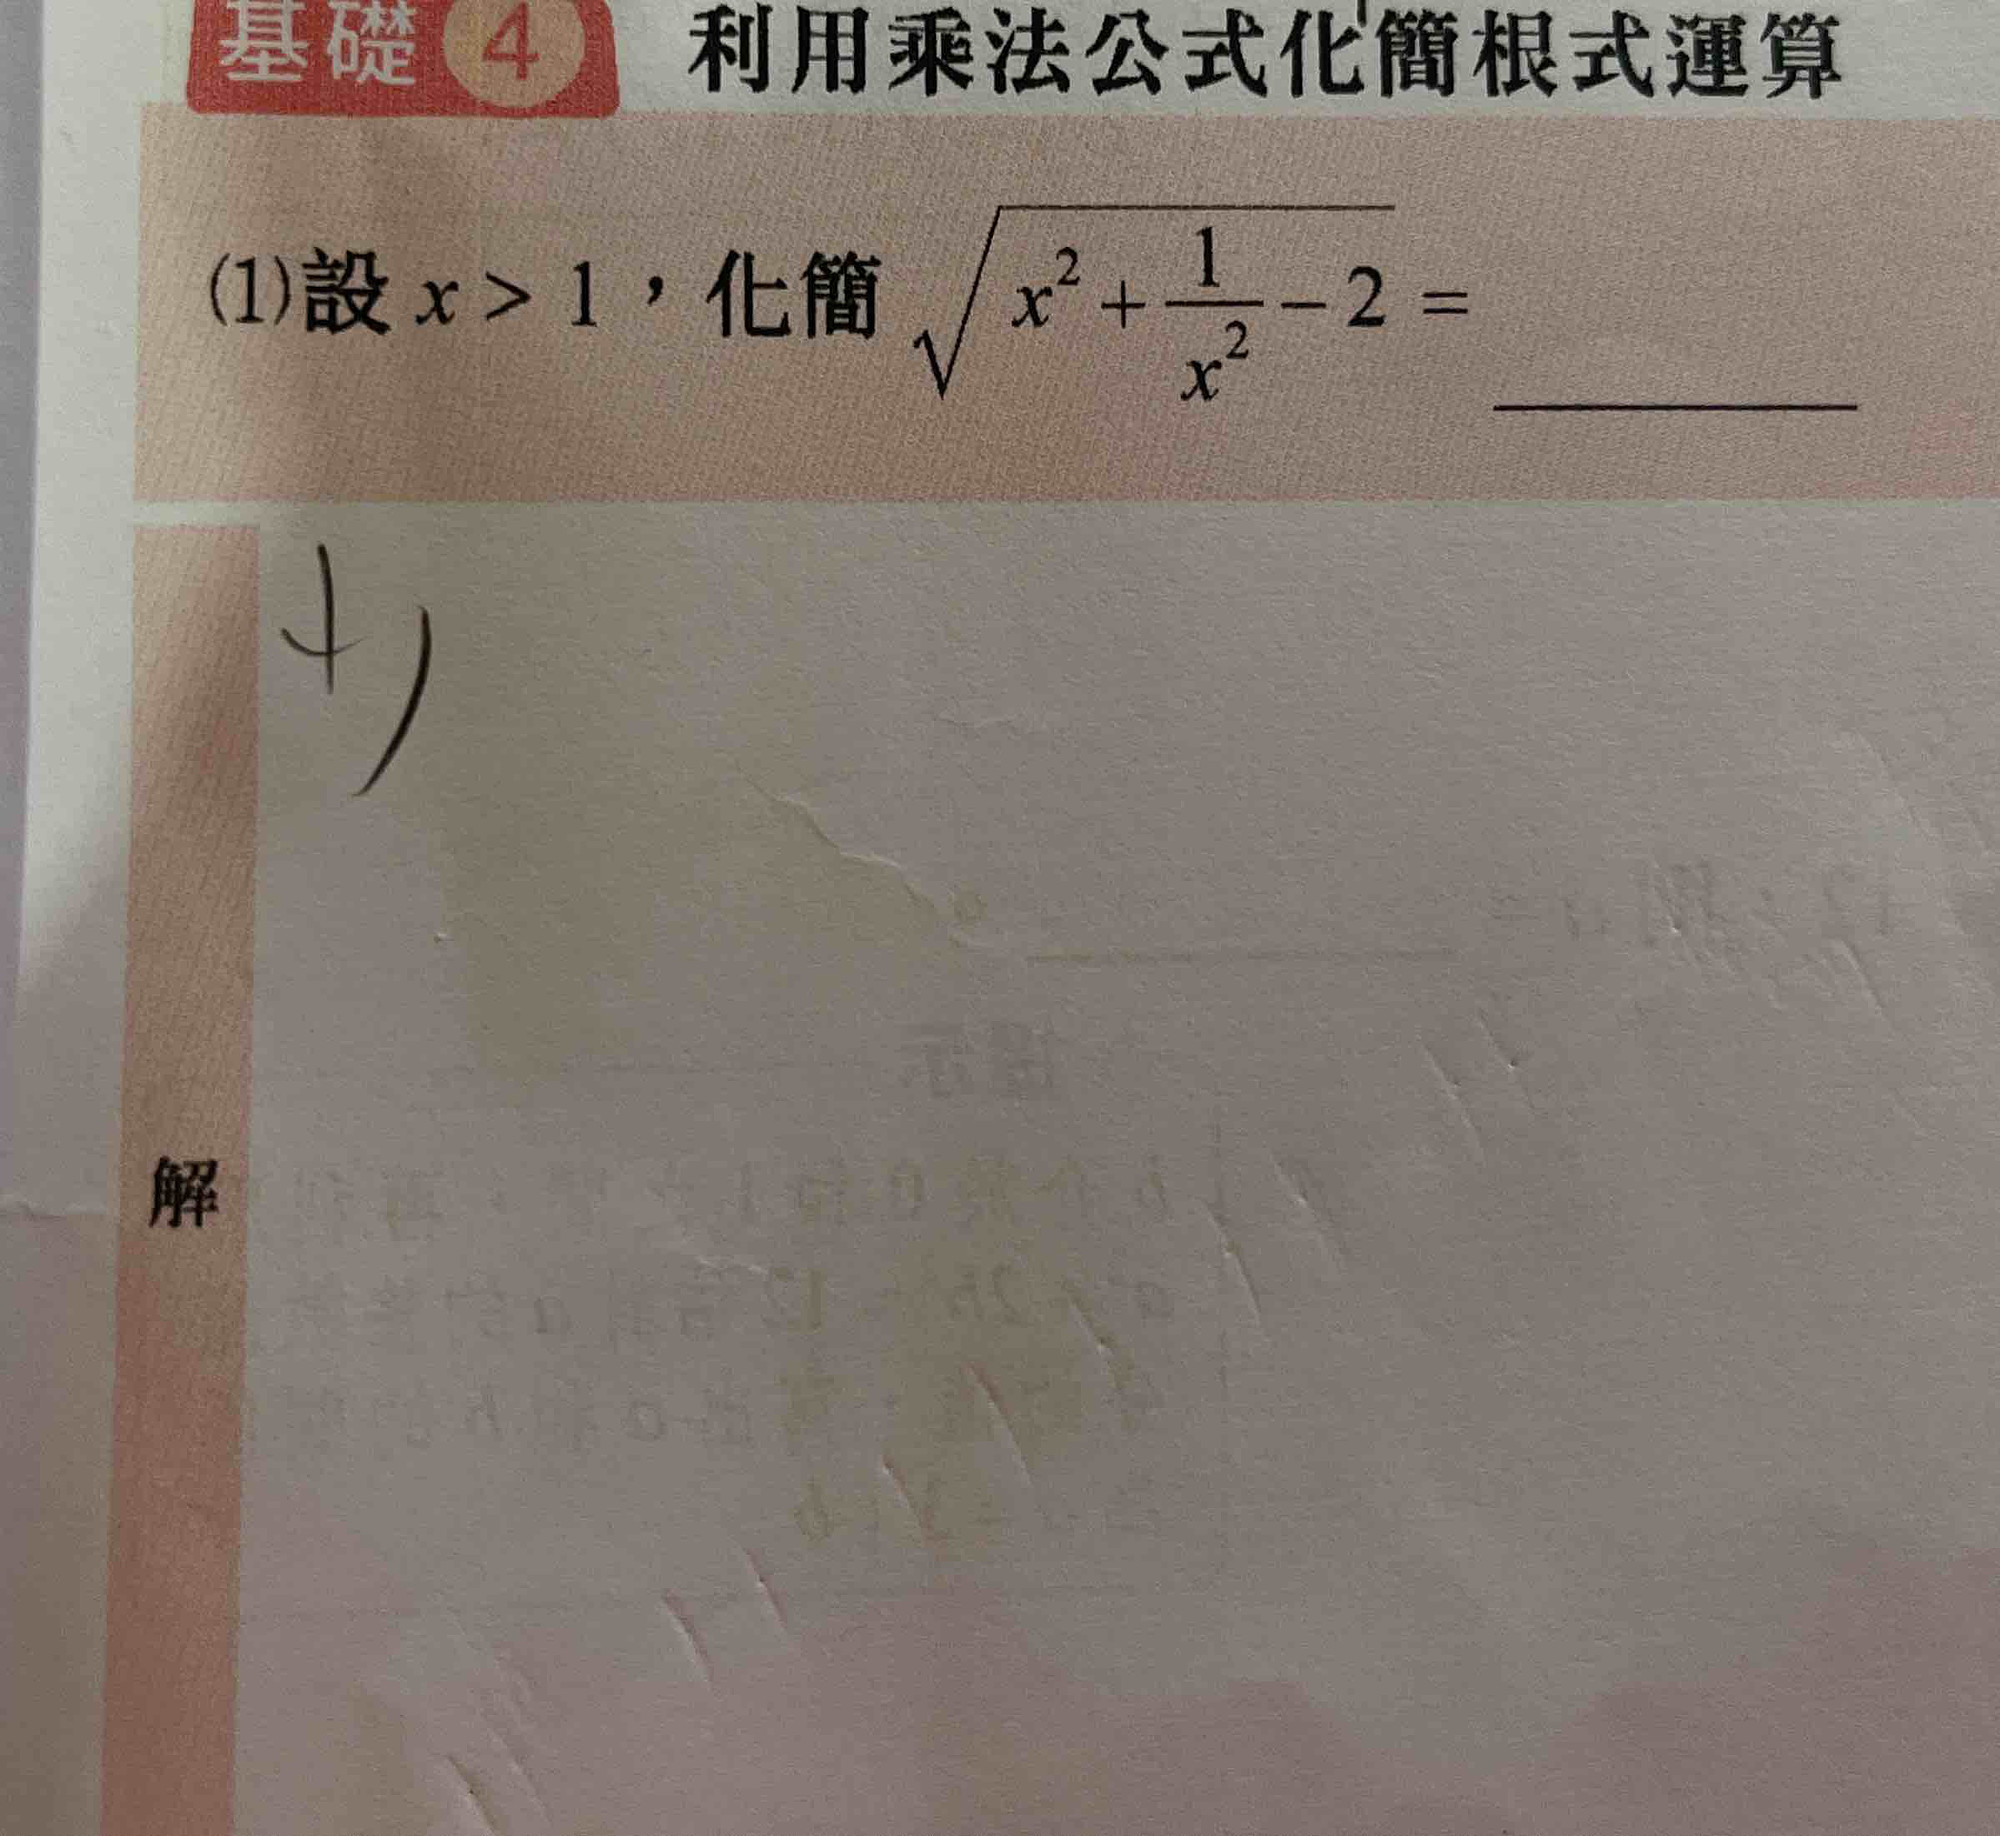 基礎 4 利用乘法公式化簡根式運算
(1)設 x > 1，化簡 √(x² + 1/x² − 2) = ______
解